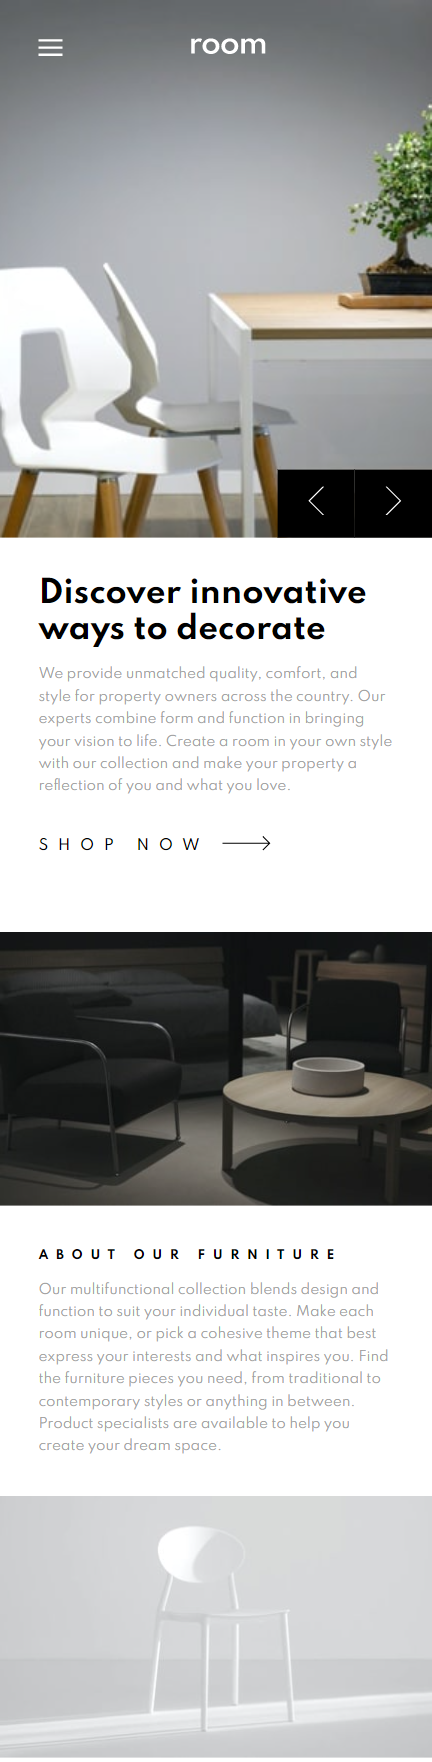 room
Discover innovative
ways to decorate
We provide unmatched quality, comfort, and
style for property owners across the country. Our
experts combine form and function in bringing
your vision to life. Create a room in your own style
with our collection and make your property a
reflection of you and what you love.
SHOP NOW
ABOUT OUR FURNITURE
Our multifunctional collection blends design and
function to suit your individual taste. Make each
room unique, or pick a cohesive theme that best
express your interests and what inspires you. Find
the furniture pieces you need, from traditional to
contemporary styles or anything in between.
Product specialists are available to help you
create your dream space.